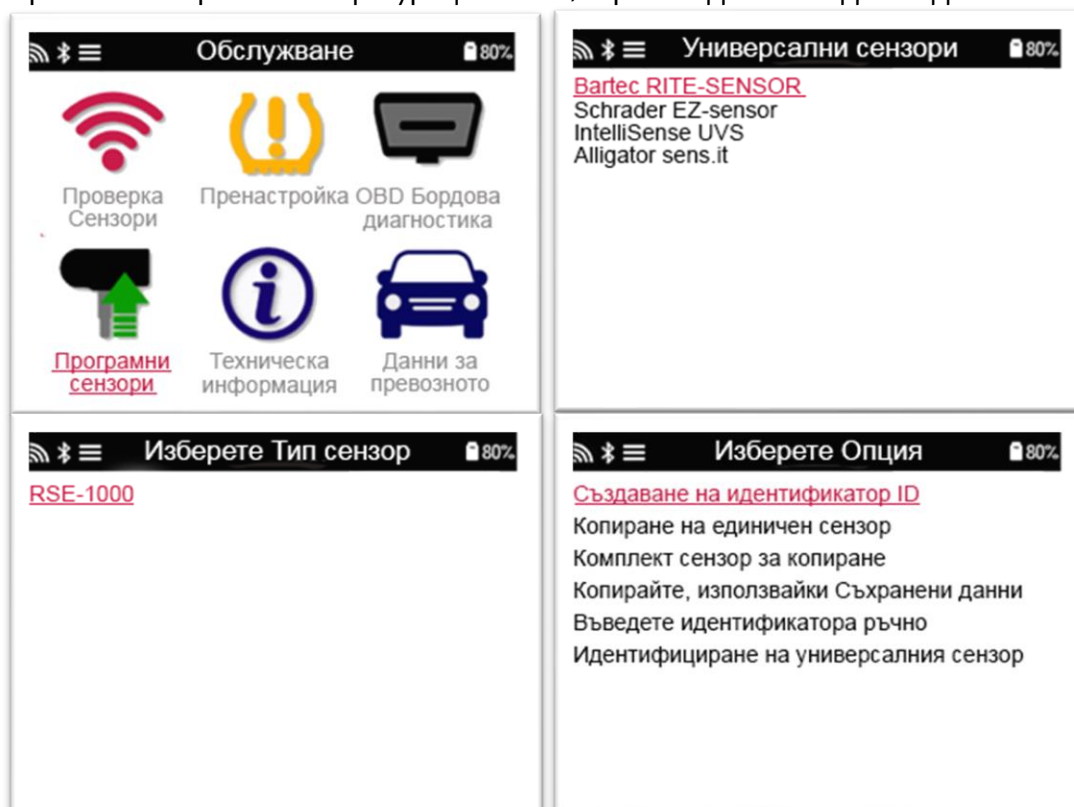 Обслужване 80%
Проверка
Сензори
Пренастройка
OBD Бордова
диагностика
Програмни
сензори
Техническа
информация
Данни за
превозното
Универсални сензори 80%
Bartec RITE-SENSOR
Schrader EZ-sensor
IntelliSense UVS
Alligator sens.it
Изберете Тип сензор 80%
RSE-1000
Изберете Опция 80%
Създаване на идентификатор ID
Копиране на единичен сензор
Комплект сензор за копиране
Копирайте, използвайки Съхранени данни
Въведете идентификатора ръчно
Идентифициране на универсалния сензор